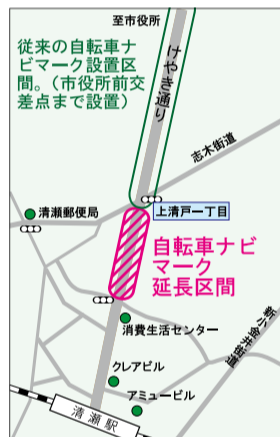 至市役所
従来の自転車ナ
ビマーク設置区
間。（市役所前交
差点まで設置）
けやき通り
志木街道
上清戸一丁目
清瀬郵便局
自転車ナビ
マーク
延長区間
新小金井街道
消費生活センター
クレアビル
アミュービル
清瀬駅